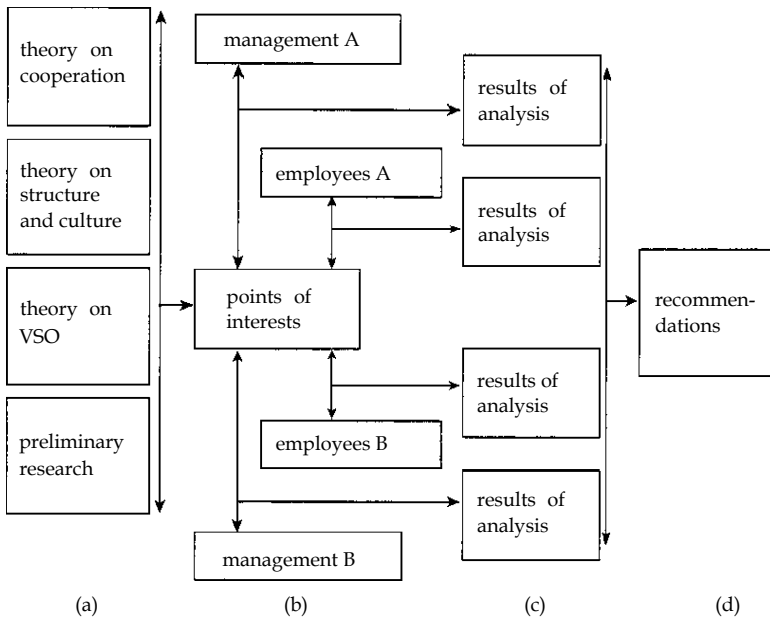 theory on
cooperation
theory on
structure
and culture
theory on
VSO
preliminary
research
management A
employees A
points of
interests
employees B
management B
results of
analysis
results of
analysis
results of
analysis
results of
analysis
recommen-
dations
(a)
(b)
(c)
(d)